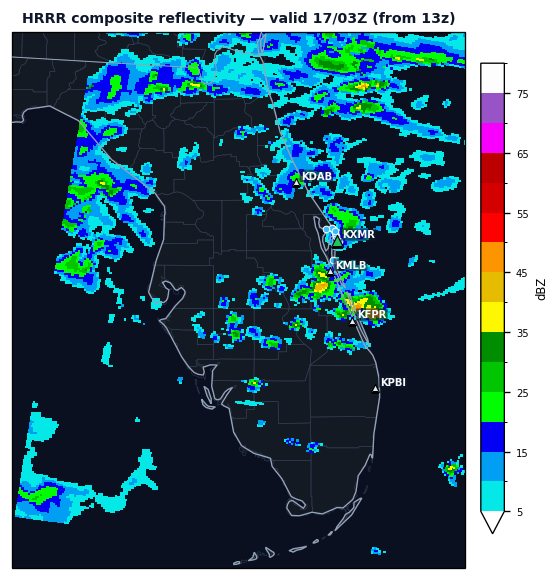 HRRR composite reflectivity — valid 17/03Z (from 13z)
KDAB
KXMR
KMLB
KFPR
KPBI
75
65
55
45
35
25
15
5
dBZ